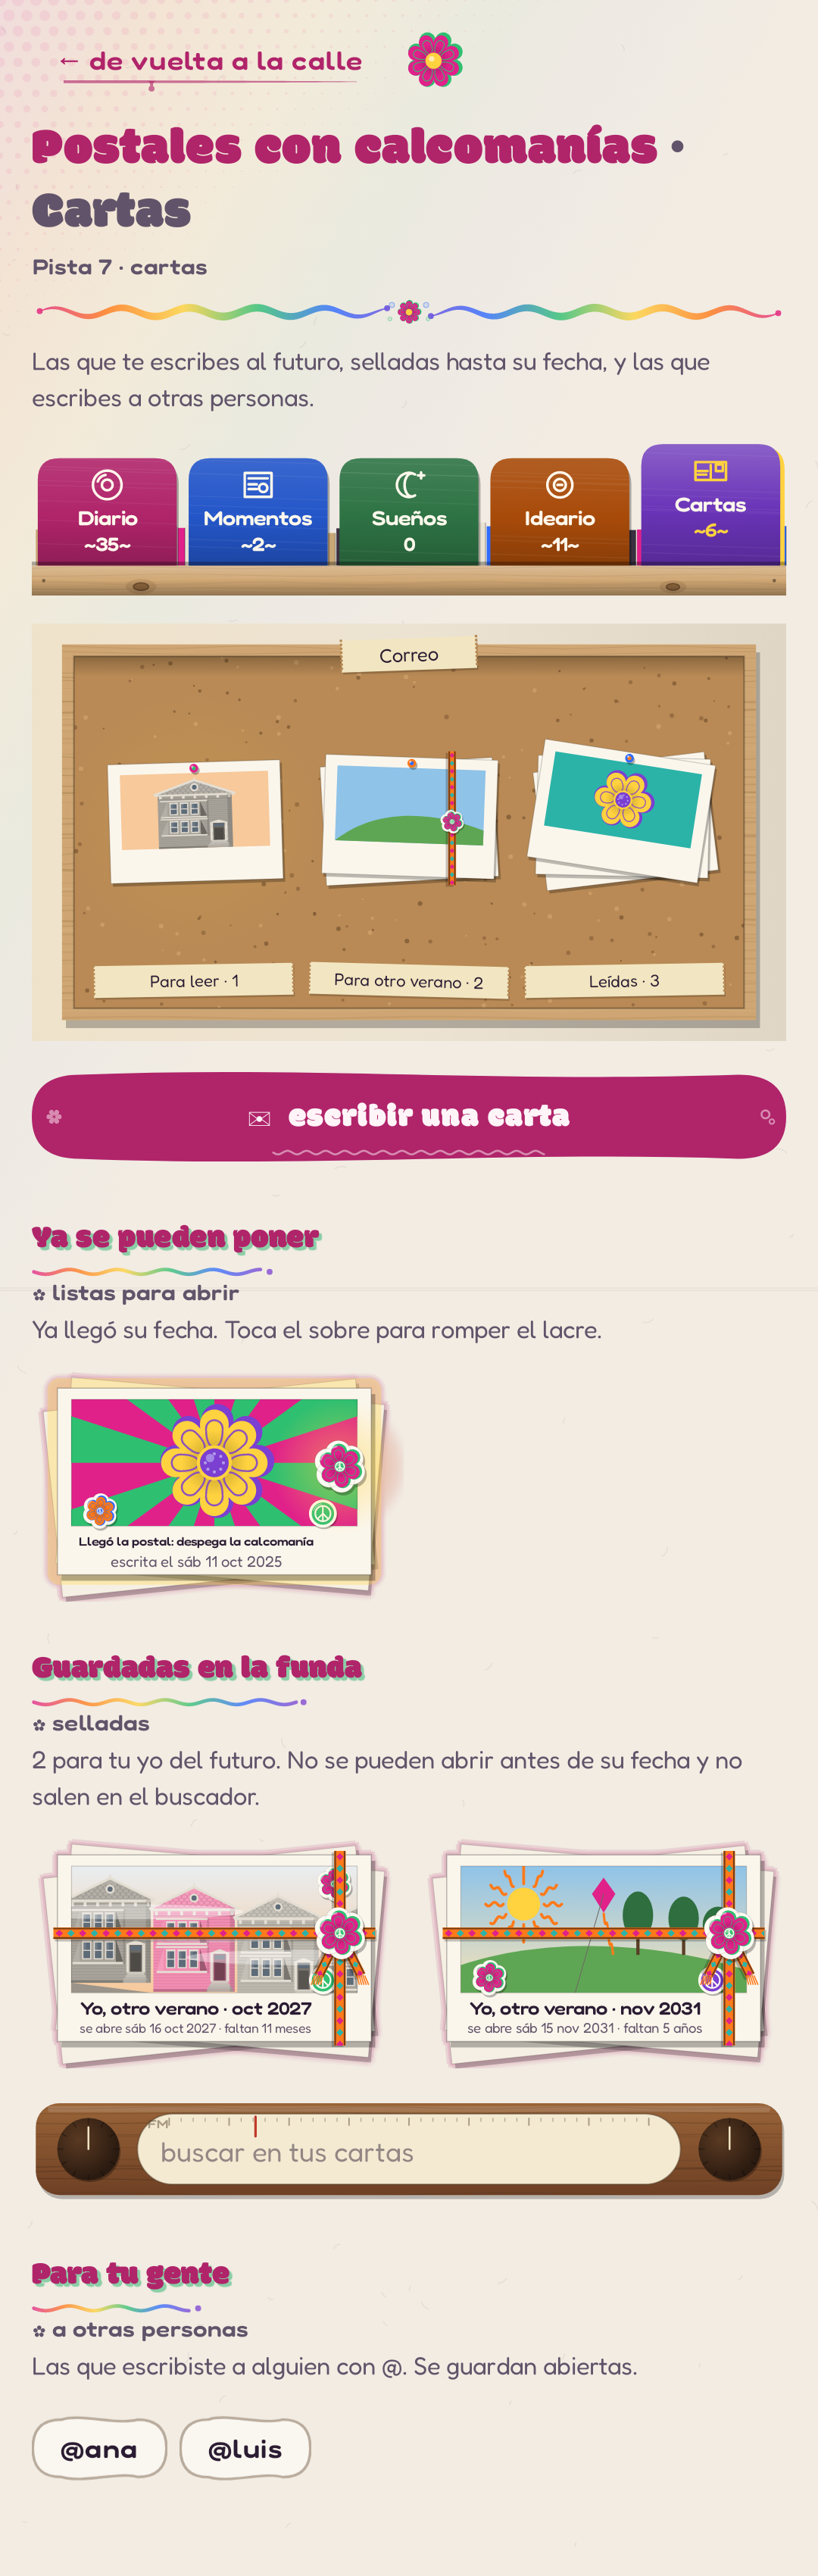 ← de vuelta a la calle
Postales con calcomanías ·
Cartas
Pista 7 · cartas
Las que te escribes al futuro, selladas hasta su fecha, y las que
escribes a otras personas.
Diario
~35~
Momentos
~2~
Sueños
0
Ideario
~11~
Cartas
~6~
Correo
Para leer · 1
Para otro verano · 2
Leídas · 3
escribir una carta
Ya se pueden poner
✿ listas para abrir
Ya llegó su fecha. Toca el sobre para romper el lacre.
Llegó la postal: despega la calcomanía
escrita el sáb 11 oct 2025
Guardadas en la funda
✿ selladas
2 para tu yo del futuro. No se pueden abrir antes de su fecha y no
salen en el buscador.
Yo, otro verano · oct 2027
se abre sáb 16 oct 2027 · faltan 11 meses
Yo, otro verano · nov 2031
se abre sáb 15 nov 2031 · faltan 5 años
FM
buscar en tus cartas
Para tu gente
✿ a otras personas
Las que escribiste a alguien con @. Se guardan abiertas.
@ana
@luis